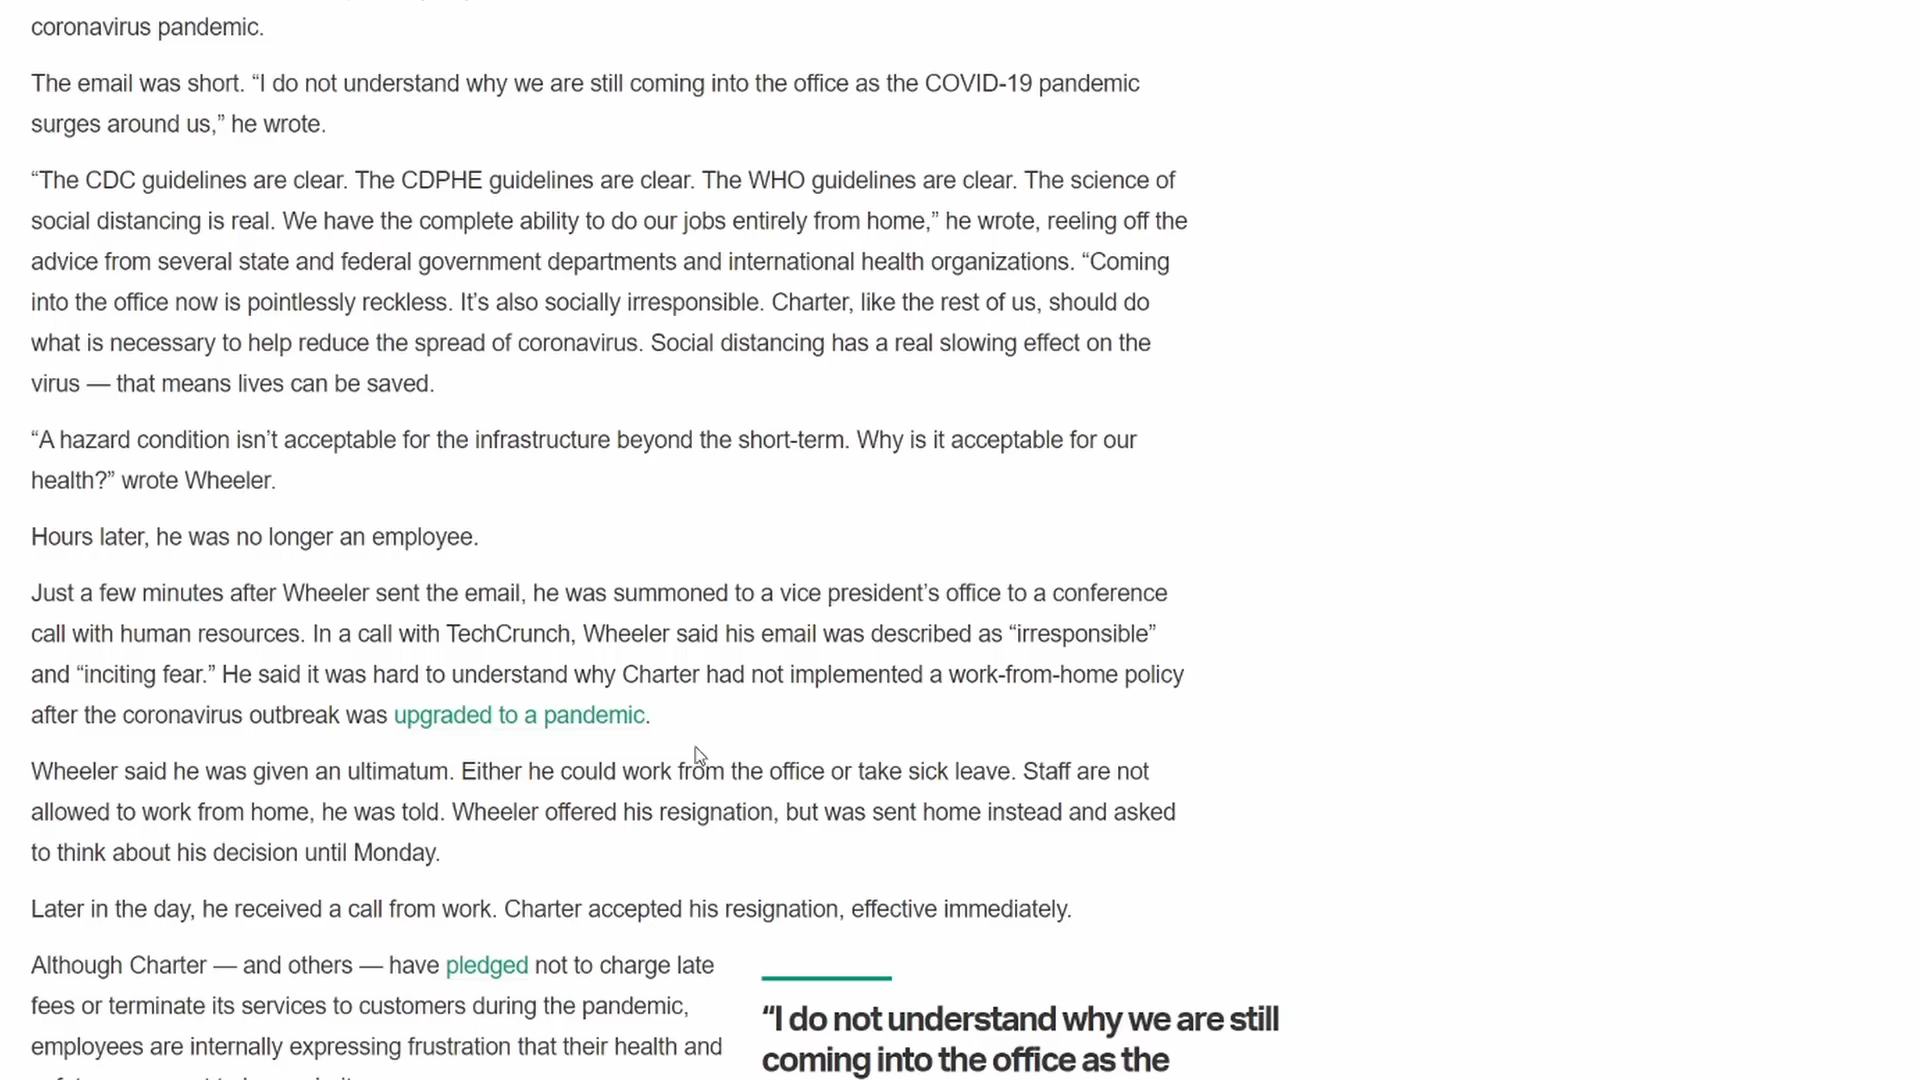 coronavirus pandemic.
The email was short. “I do not understand why we are still coming into the office as the COVID-19 pandemic
surges around us,” he wrote.
“The CDC guidelines are clear. The CDPHE guidelines are clear. The WHO guidelines are clear. The science of
social distancing is real. We have the complete ability to do our jobs entirely from home,” he wrote, reeling off the
advice from several state and federal government departments and international health organizations. “Coming
into the office now is pointlessly reckless. It’s also socially irresponsible. Charter, like the rest of us, should do
what is necessary to help reduce the spread of coronavirus. Social distancing has a real slowing effect on the
virus — that means lives can be saved.
“A hazard condition isn’t acceptable for the infrastructure beyond the short-term. Why is it acceptable for our
health?” wrote Wheeler.
Hours later, he was no longer an employee.
Just a few minutes after Wheeler sent the email, he was summoned to a vice president’s office to a conference
call with human resources. In a call with TechCrunch, Wheeler said his email was described as “irresponsible”
and “inciting fear.” He said it was hard to understand why Charter had not implemented a work-from-home policy
after the coronavirus outbreak was upgraded to a pandemic.
Wheeler said he was given an ultimatum. Either he could work from the office or take sick leave. Staff are not
allowed to work from home, he was told. Wheeler offered his resignation, but was sent home instead and asked
to think about his decision until Monday.
Later in the day, he received a call from work. Charter accepted his resignation, effective immediately.
Although Charter — and others — have pledged not to charge late
fees or terminate its services to customers during the pandemic,
employees are internally expressing frustration that their health and
“I do not understand why we are still
coming into the office as the